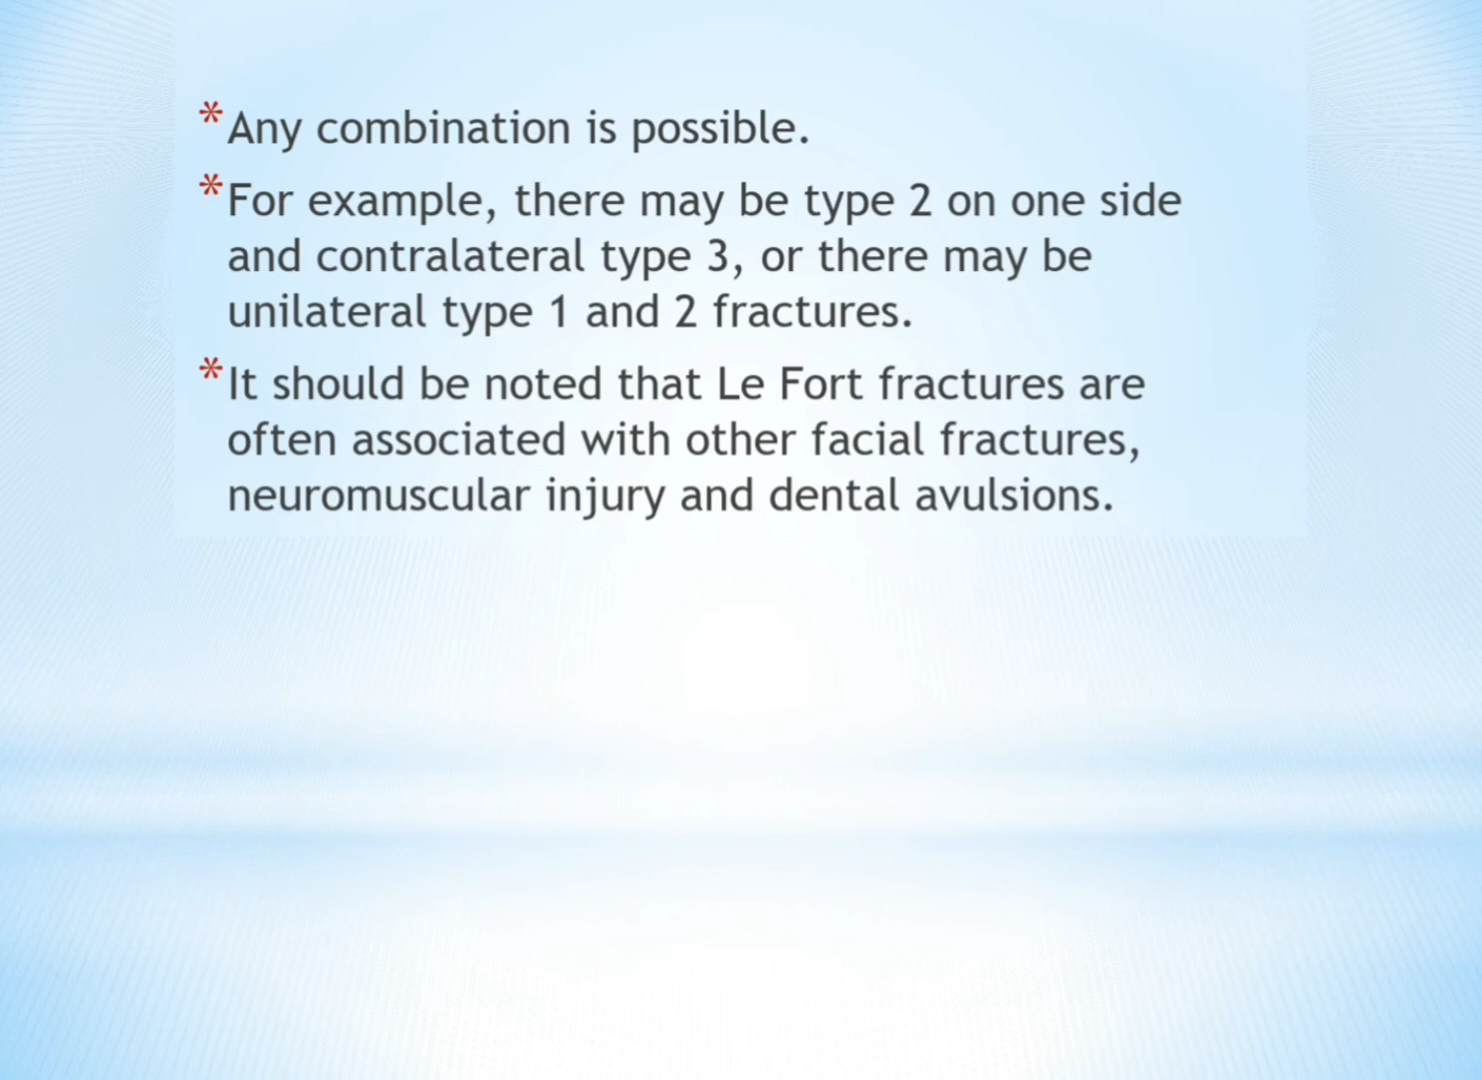 * Any combination is possible.
* For example, there may be type 2 on one side
and contralateral type 3, or there may be
unilateral type 1 and 2 fractures.
* It should be noted that Le Fort fractures are
often associated with other facial fractures,
neuromuscular injury and dental avulsions.